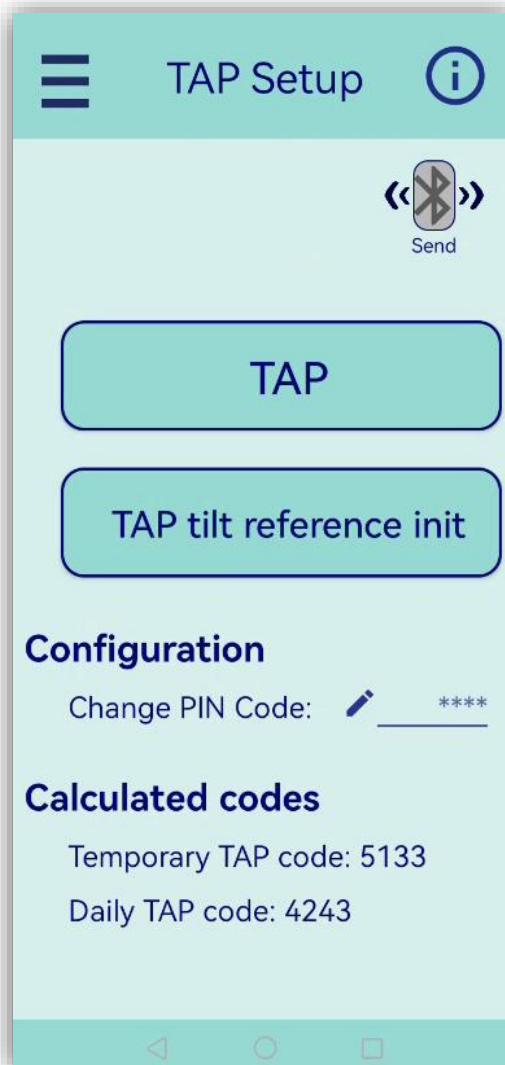 TAP Setup
Send
TAP
TAP tilt reference init
Configuration
Change PIN Code: ****
Calculated codes
Temporary TAP code: 5133
Daily TAP code: 4243